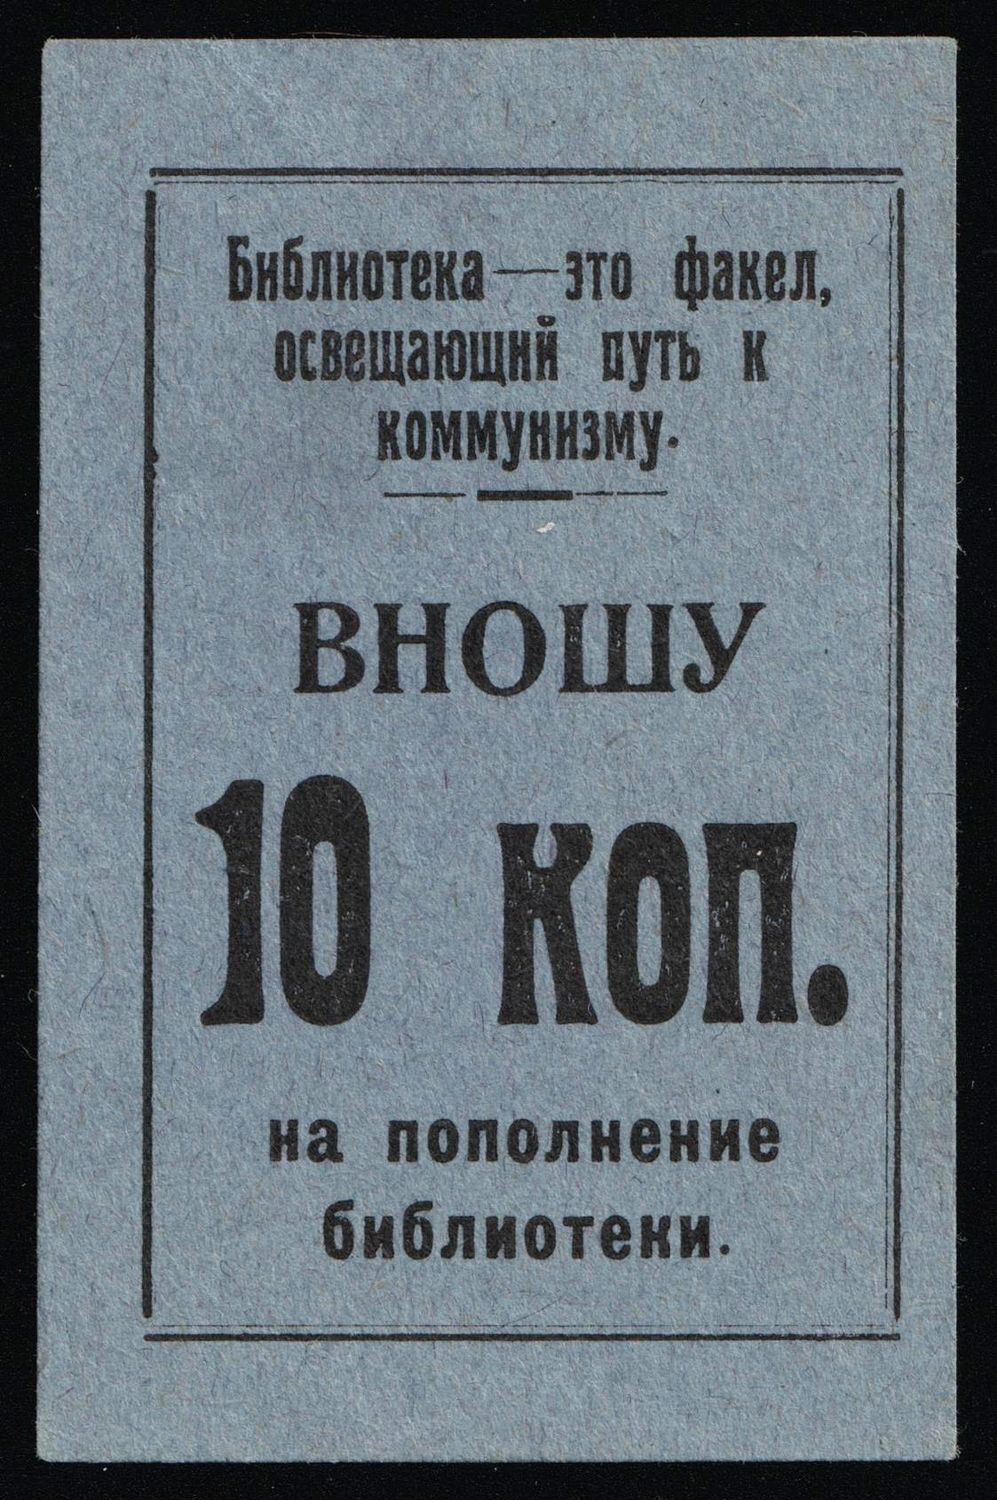 Библиотека — это факел,
освещающий путь к
коммунизму.
ВНОШУ
10 коп.
на пополнение
библиотеки.